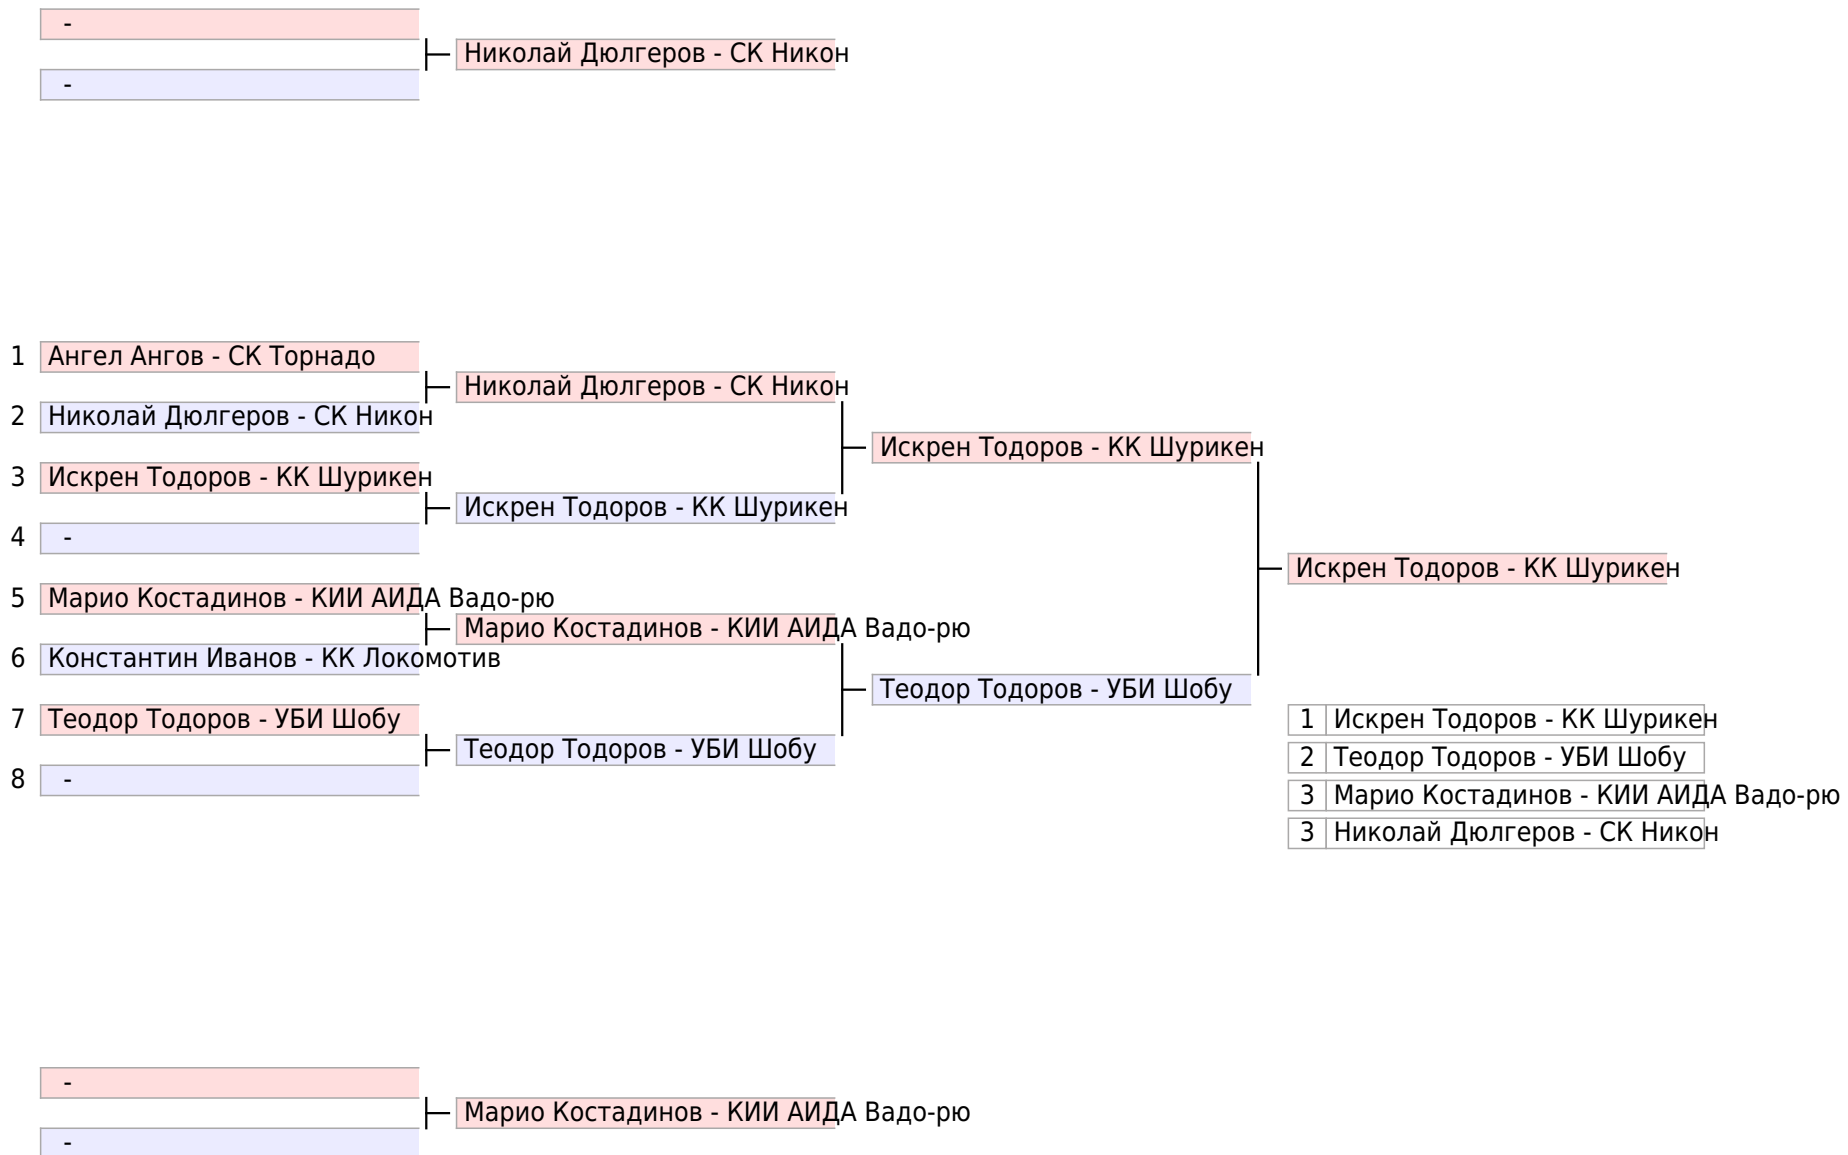 -
Николай Дюлгеров - СК Никон
-
1 Ангел Ангов - СК Торнадо
Николай Дюлгеров - СК Никон
2 Николай Дюлгеров - СК Никон
Искрен Тодоров - КК Шурикен
3 Искрен Тодоров - КК Шурикен
Искрен Тодоров - КК Шурикен
4 -
Искрен Тодоров - КК Шурикен
5 Марио Костадинов - КИИ АИДА Вадо-рю
Марио Костадинов - КИИ АИДА Вадо-рю
6 Константин Иванов - КК Локомотив
Теодор Тодоров - УБИ Шобу
7 Теодор Тодоров - УБИ Шобу
Теодор Тодоров - УБИ Шобу
8 -
1 Искрен Тодоров - КК Шурикен
2 Теодор Тодоров - УБИ Шобу
3 Марио Костадинов - КИИ АИДА Вадо-рю
3 Николай Дюлгеров - СК Никон
-
Марио Костадинов - КИИ АИДА Вадо-рю
-